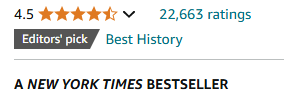 4.5 22,663 ratings
Editors' pick Best History
A NEW YORK TIMES BESTSELLER